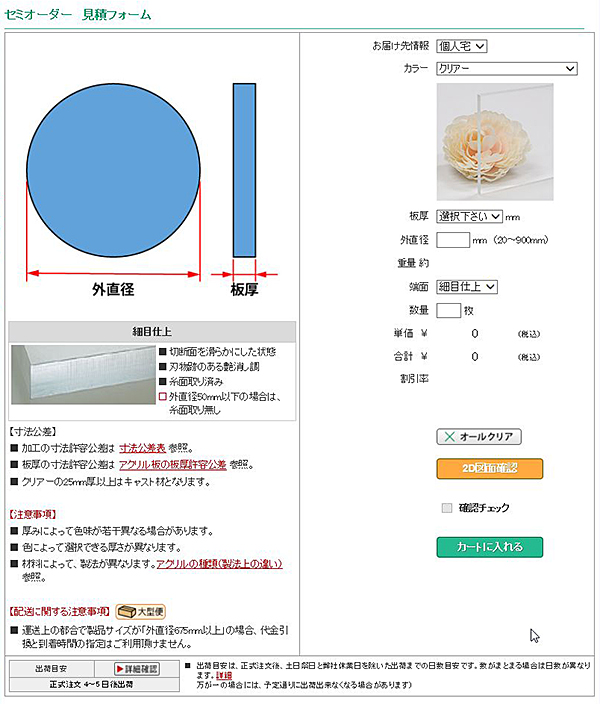 セミオーダー 見積フォーム
外直径
板厚
細目仕上
■ 切断面を滑らかにした状態
■ 刃物跡のある艶消し調
■ 糸面取り済み
□ 外直径50mm以下の場合は、
糸面取り無し
【寸法公差】
■ 加工の寸法許容公差は 寸法公差表 参照。
■ 板厚の寸法許容公差は アクリル板の板厚許容公差 参照。
■ クリアーの25mm厚以上はキャスト材となります。
【注意事項】
■ 厚みによって色味が若干異なる場合があります。
■ 色によって選択できる厚さが異なります。
■ 材料によって、製法が異なります。アクリルの種類(製法上の違い)
参照。
【配送に関する注意事項】 大型便
■ 運送上の都合で製品サイズが「外直径675mm以上」の場合、代金引
換と到着時間の指定はご利用頂けません。
お届け先情報 個人宅
カラー クリアー
板厚 選択下さい mm
外直径 mm (20～900mm)
重量 約
端面 細目仕上
数量 枚
単価 ¥ 0 (税込)
合計 ¥ 0 (税込)
割引率
オールクリア
2D図面確認
確認チェック
カートに入れる
出荷目安 ▶詳細確認
正式注文 4～5日後出荷
■ 出荷目安は、正式注文後、土日祭日と弊社休業日を除いた出荷までの日数目安です。数がまとまる場合は日数が異なり
ます。詳細
万が一の場合には、予定通りに出荷出来なくなる場合があります)